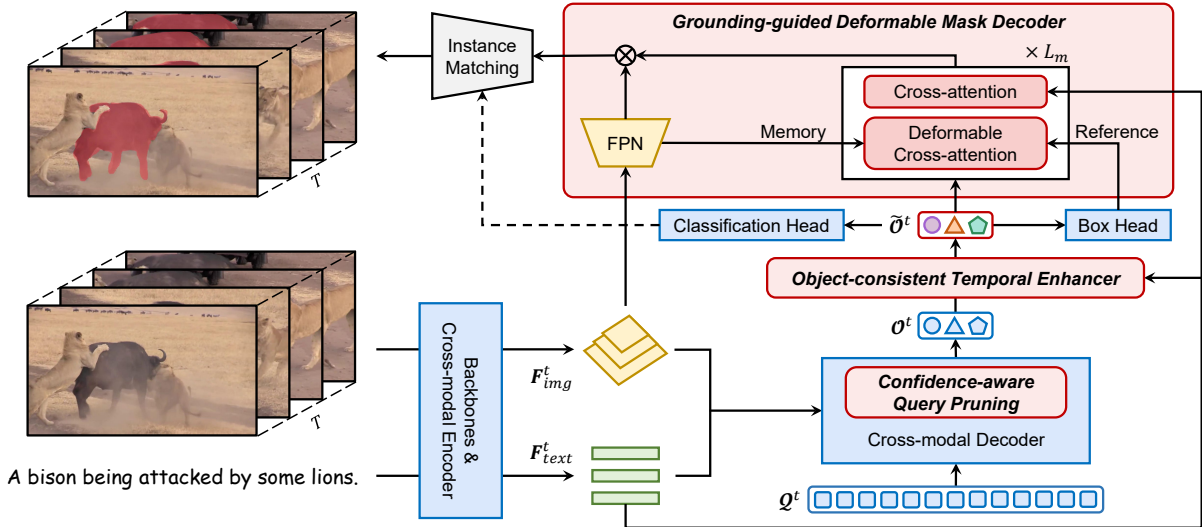 Grounding-guided Deformable Mask Decoder
× L_m
Instance
Matching
Cross-attention
Memory
Deformable
Cross-attention
Reference
FPN
T
Classification Head
Õ^t
Box Head
Object-consistent Temporal Enhancer
O^t
Backbones &
Cross-modal Encoder
F^t_img
Confidence-aware
Query Pruning
Cross-modal Decoder
T
F^t_text
A bison being attacked by some lions.
Q^t